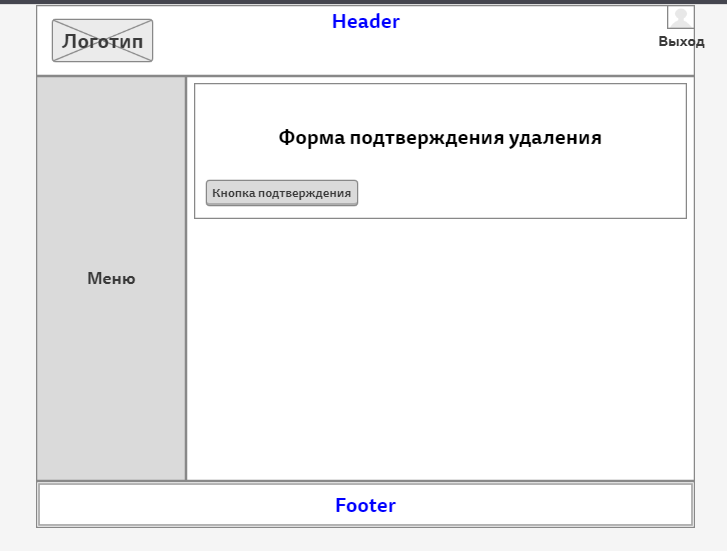 Header
Логотип
Выход
Форма подтверждения удаления
Кнопка подтверждения
Меню
Footer